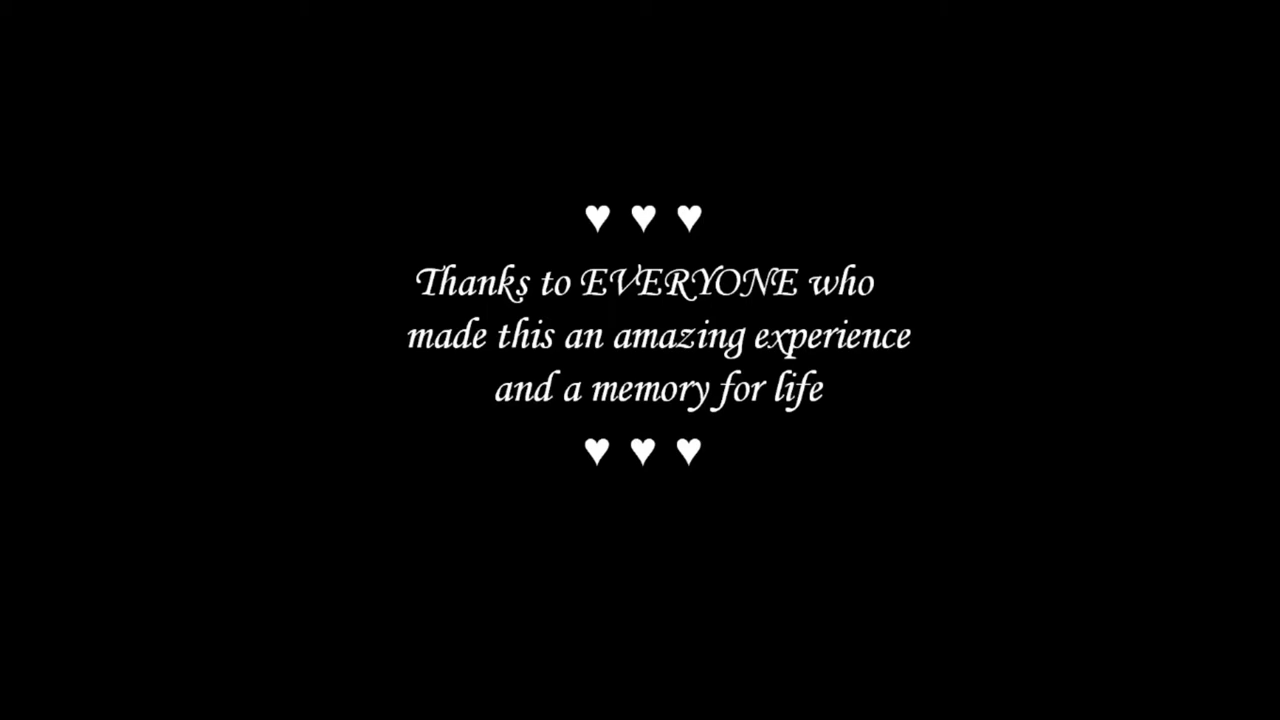 ♥ ♥ ♥
Thanks to EVERYONE who
made this an amazing experience
and a memory for life
♥ ♥ ♥